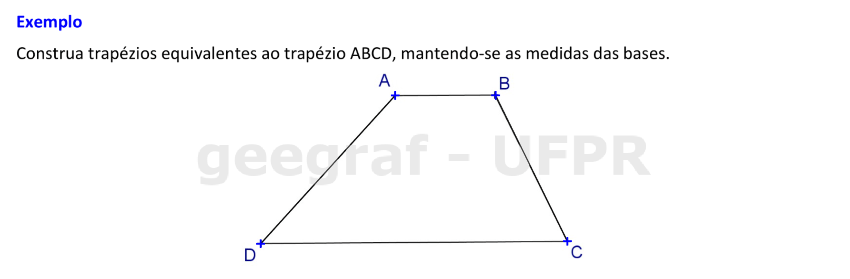 Exemplo
Construa trapézios equivalentes ao trapézio ABCD, mantendo-se as medidas das bases.
A
B
geegraf - UFPR
D
C